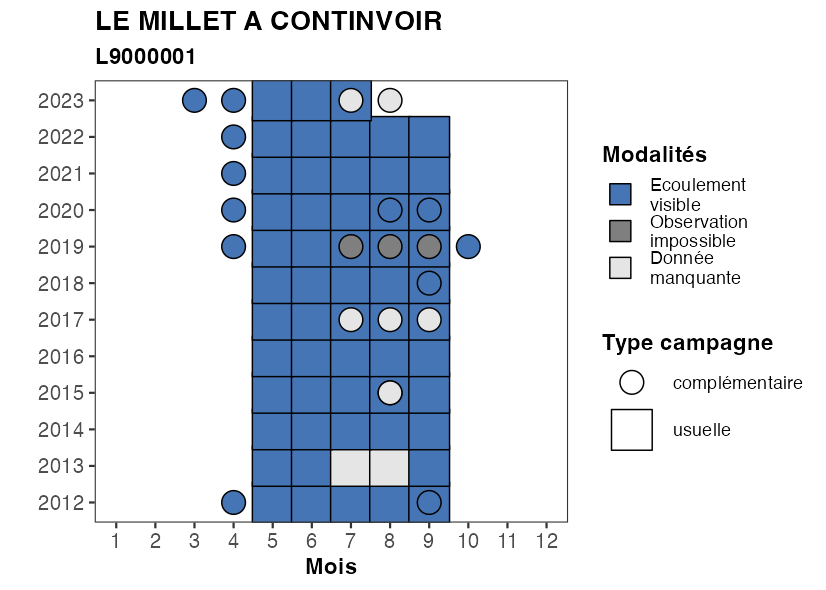 LE MILLET A CONTINVOIR
L9000001
2023
2022
2021
2020
2019
2018
2017
2016
2015
2014
2013
2012
1 2 3 4 5 6 7 8 9 10 11 12
Mois
Modalités
Ecoulement
visible
Observation
impossible
Donnée
manquante
Type campagne
complémentaire
usuelle